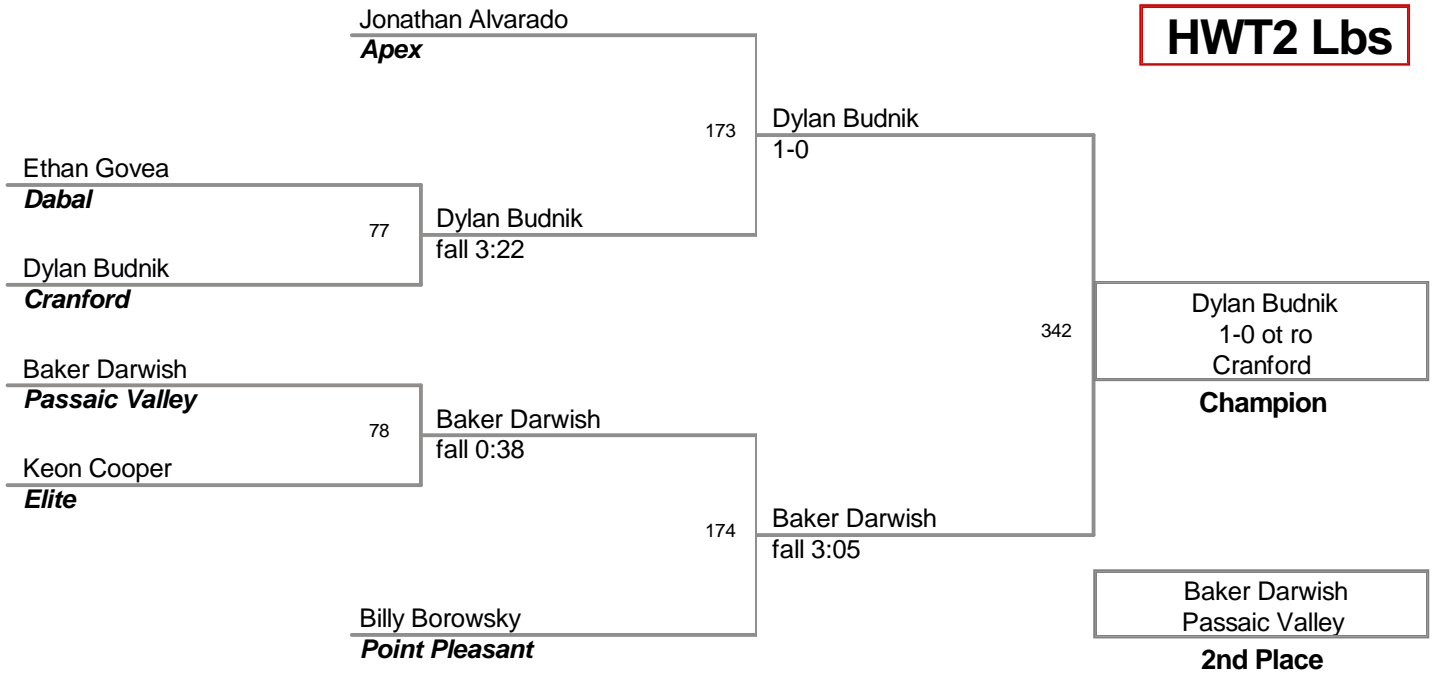 Jonathan Alvarado
Apex
HWT2 Lbs
173
Dylan Budnik
1-0
Ethan Govea
Dabal
77
Dylan Budnik
fall 3:22
Dylan Budnik
Cranford
342
Dylan Budnik
1-0 ot ro
Cranford
Champion
Baker Darwish
Passaic Valley
78
Baker Darwish
fall 0:38
Keon Cooper
Elite
174
Baker Darwish
fall 3:05
Billy Borowsky
Point Pleasant
Baker Darwish
Passaic Valley
2nd Place